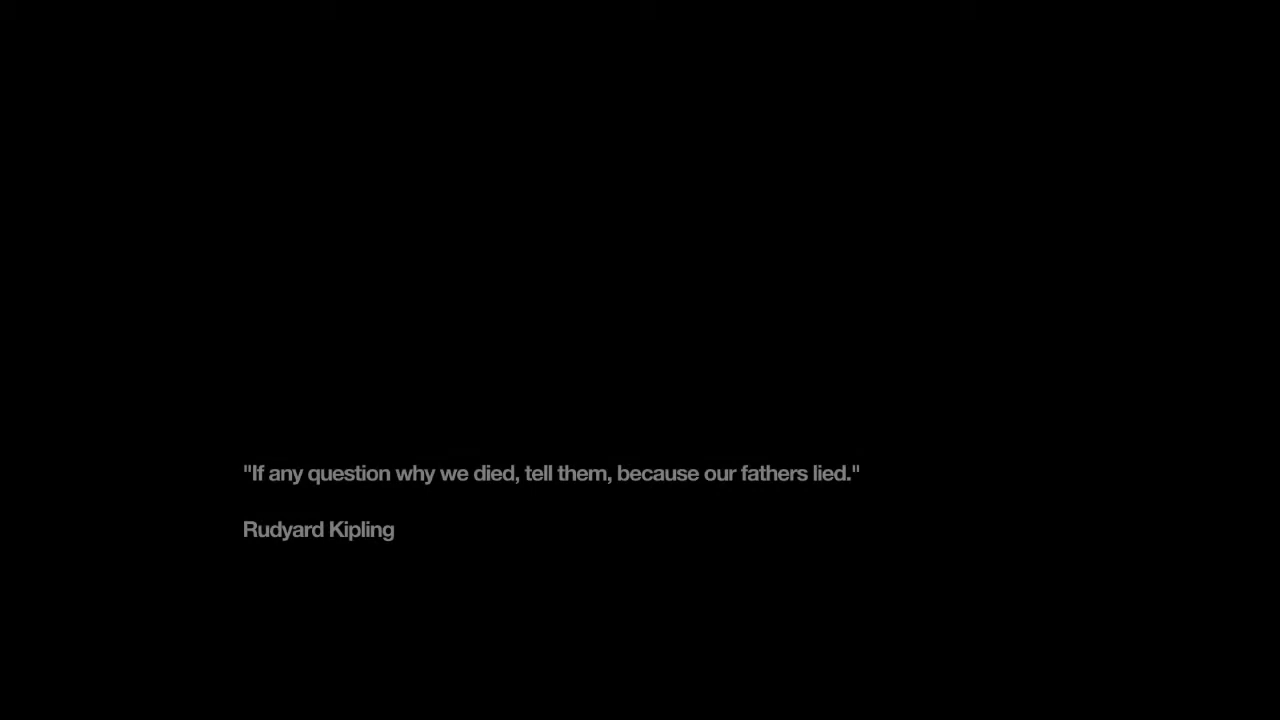 "If any question why we died, tell them, because our fathers lied."
Rudyard Kipling